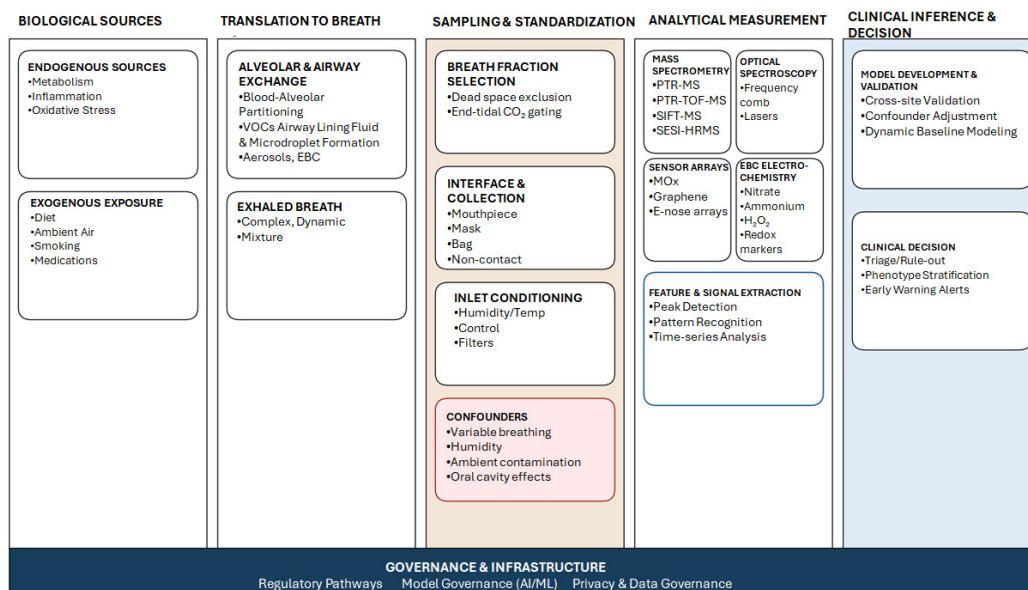 BIOLOGICAL SOURCES
ENDOGENOUS SOURCES
•Metabolism
•Inflammation
•Oxidative Stress
EXOGENOUS EXPOSURE
•Diet
•Ambient Air
•Smoking
•Medications
TRANSLATION TO BREATH
ALVEOLAR & AIRWAY
EXCHANGE
•Blood-Alveolar
Partitioning
•VOCs Airway Lining Fluid
& Microdroplet Formation
•Aerosols, EBC
EXHALED BREATH
•Complex, Dynamic
•Mixture
SAMPLING & STANDARDIZATION
BREATH FRACTION
SELECTION
•Dead space exclusion
•End-tidal CO₂ gating
INTERFACE &
COLLECTION
•Mouthpiece
•Mask
•Bag
•Non-contact
INLET CONDITIONING
•Humidity/Temp
•Control
•Filters
CONFOUNDERS
•Variable breathing
•Humidity
•Ambient contamination
•Oral cavity effects
ANALYTICAL MEASUREMENT
MASS
SPECTROMETRY
•PTR-MS
•PTR-TOF-MS
•SIFT-MS
•SESI-HRMS
OPTICAL
SPECTROSCOPY
•Frequency
comb
•Lasers
SENSOR ARRAYS
•MOx
•Graphene
•E-nose arrays
EBC ELECTRO-
CHEMISTRY
•Nitrate
•Ammonium
•H₂O₂
•Redox
markers
FEATURE & SIGNAL EXTRACTION
•Peak Detection
•Pattern Recognition
•Time-series Analysis
CLINICAL INFERENCE &
DECISION
MODEL DEVELOPMENT &
VALIDATION
•Cross-site Validation
•Confounder Adjustment
•Dynamic Baseline Modeling
CLINICAL DECISION
•Triage/Rule-out
•Phenotype Stratification
•Early Warning Alerts
GOVERNANCE & INFRASTRUCTURE
Regulatory Pathways Model Governance (AI/ML) Privacy & Data Governance